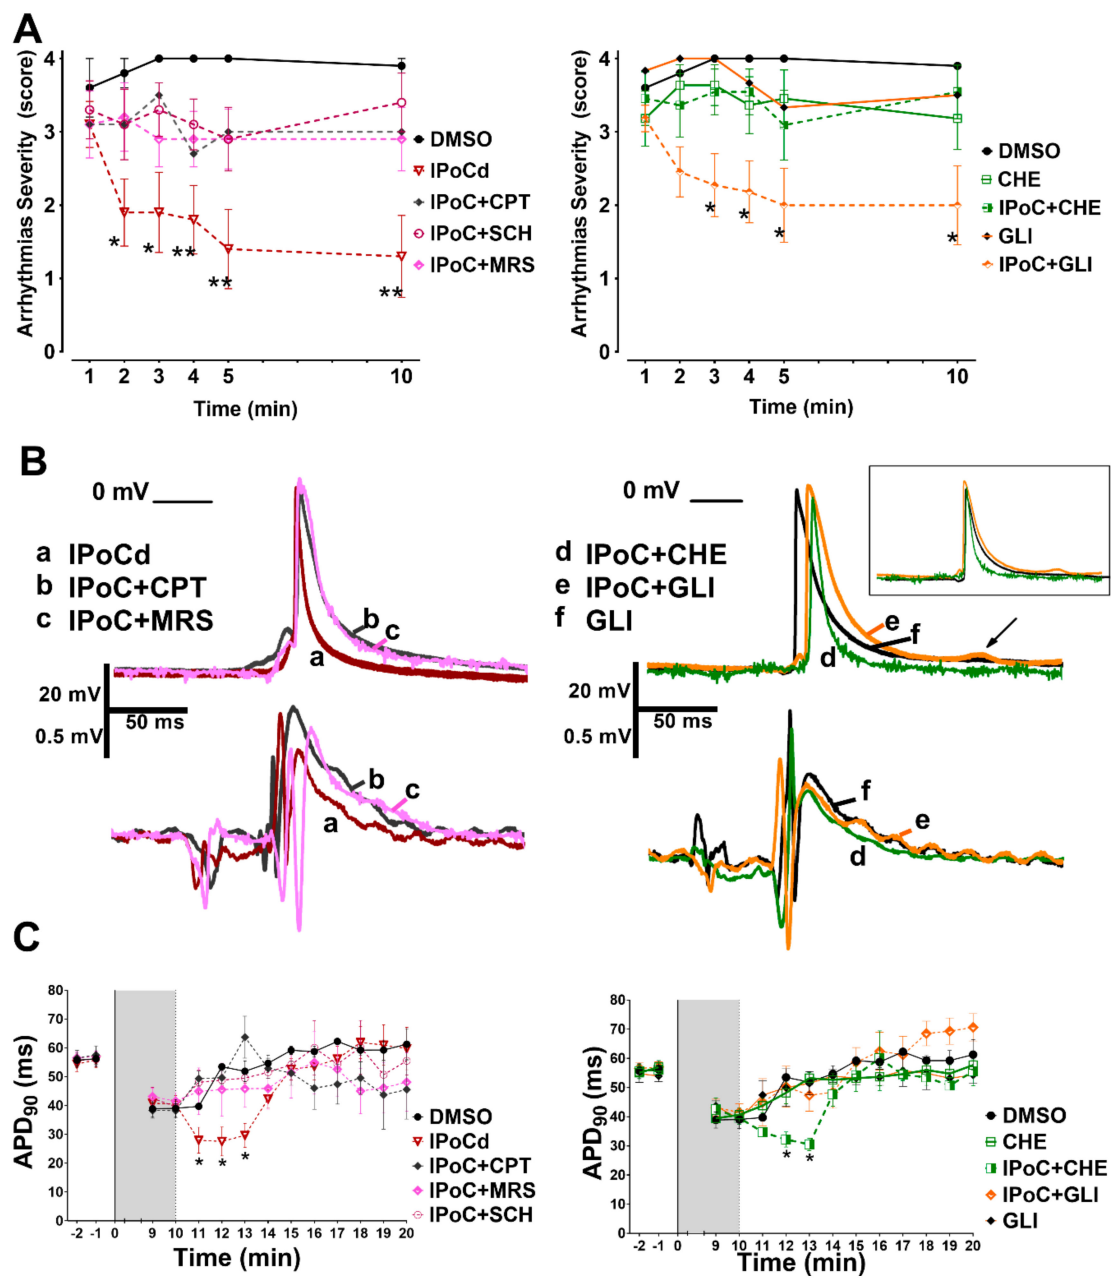 A
Arrhythmias Severity (score)
4
3
2
1
0
* * ** ** **
1 2 3 4 5 10
Time (min)
DMSO
IPoCd
IPoC+CPT
IPoC+SCH
IPoC+MRS
Arrhythmias Severity (score)
4
3
2
1
0
* * * *
1 2 3 4 5 10
Time (min)
DMSO
CHE
IPoC+CHE
GLI
IPoC+GLI
B
0 mV
a IPoCd
b IPoC+CPT
c IPoC+MRS
b
c
a
20 mV
50 ms
0.5 mV
b
c
a
0 mV
d IPoC+CHE
e IPoC+GLI
f GLI
e
f
d
20 mV
50 ms
0.5 mV
f
e
d
C
APD90 (ms)
80
70
60
50
40
30
20
10
0
* * *
-2 -1 0 9 10 11 12 13 14 15 16 17 18 19 20
Time (min)
DMSO
IPoCd
IPoC+CPT
IPoC+MRS
IPoC+SCH
APD90 (ms)
80
70
60
50
40
30
20
10
0
* *
-2 -1 0 9 10 11 12 13 14 15 16 17 18 19 20
Time (min)
DMSO
CHE
IPoC+CHE
IPoC+GLI
GLI